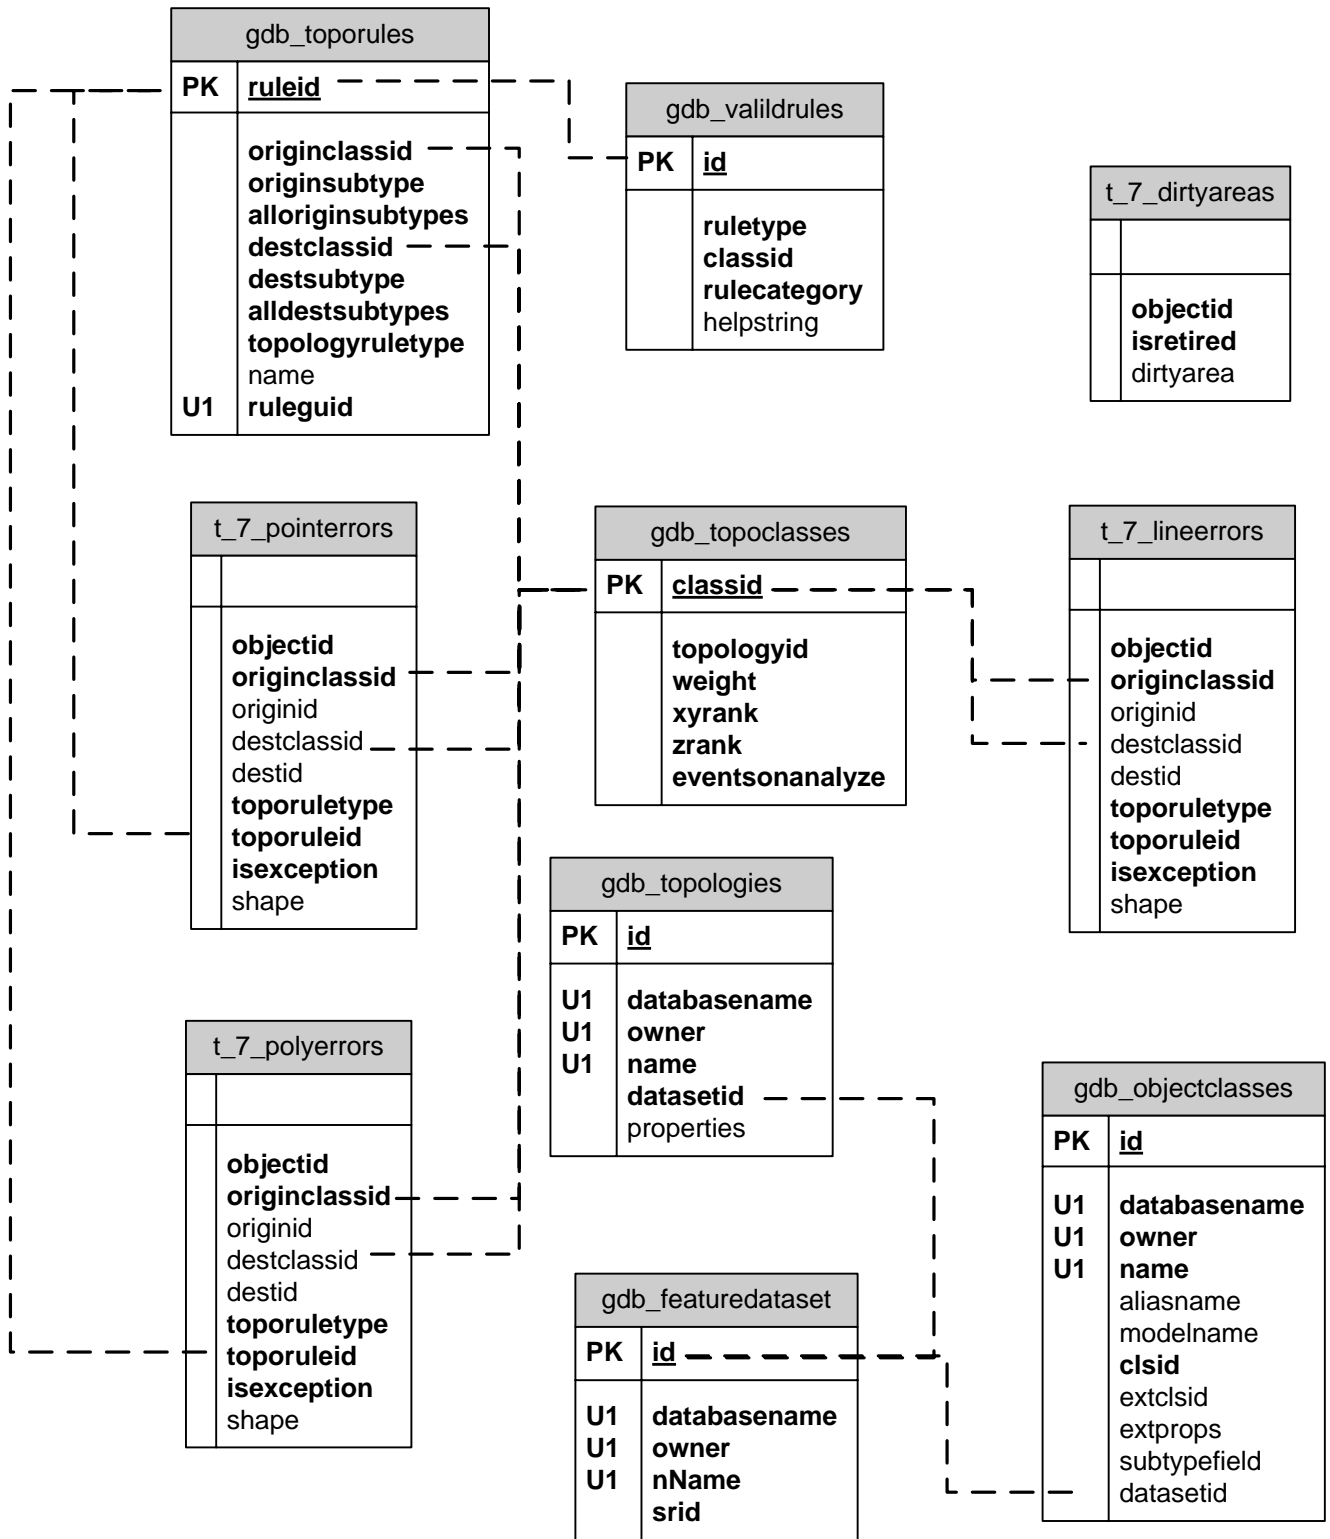 gdb_toporules
PK ruleid
originclassid
originsubtype
alloriginsubtypes
destclassid
destsubtype
alldestsubtypes
topologyruletype
name
U1 ruleguid
gdb_valildrules
PK id
ruletype
classid
rulecategory
helpstring
t_7_dirtyareas
objectid
isretired
dirtyarea
t_7_pointerrors
objectid
originclassid
originid
destclassid
destid
toporuletype
toporuleid
isexception
shape
gdb_topoclasses
PK classid
topologyid
weight
xyrank
zrank
eventsonanalyze
t_7_lineerrors
objectid
originclassid
originid
destclassid
destid
toporuletype
toporuleid
isexception
shape
gdb_topologies
PK id
U1 databasename
U1 owner
U1 name
datasetid
properties
t_7_polyerrors
objectid
originclassid
originid
destclassid
destid
toporuletype
toporuleid
isexception
shape
gdb_featuredataset
PK id
U1 databasename
U1 owner
U1 nName
srid
gdb_objectclasses
PK id
U1 databasename
U1 owner
U1 name
aliasname
modelname
clsid
extclsid
extprops
subtypefield
datasetid